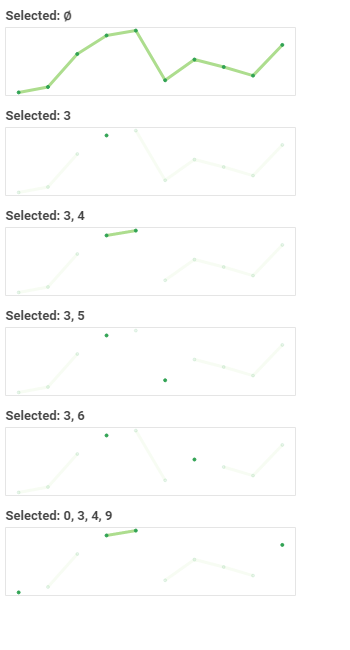 Selected: Ø
Selected: 3
Selected: 3, 4
Selected: 3, 5
Selected: 3, 6
Selected: 0, 3, 4, 9